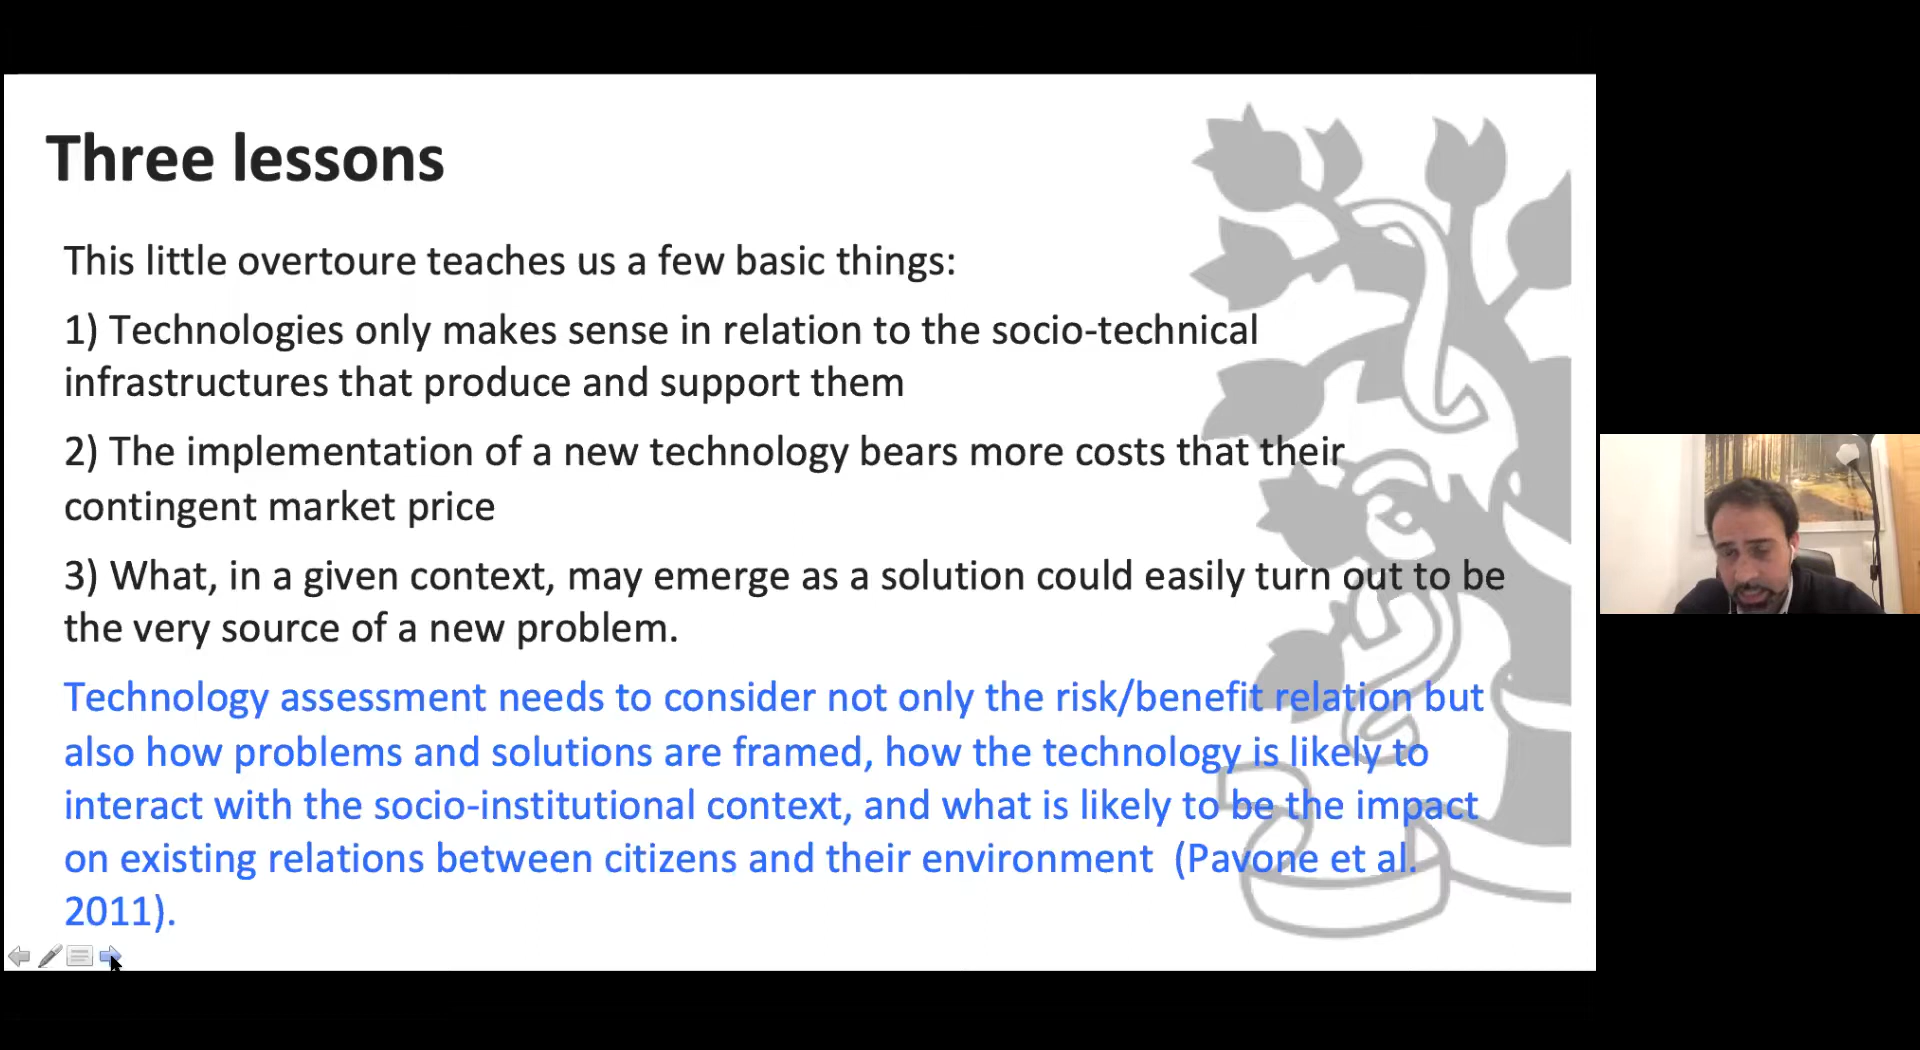 Three lessons
This little overtoure teaches us a few basic things:
1) Technologies only makes sense in relation to the socio-technical
infrastructures that produce and support them
2) The implementation of a new technology bears more costs that their
contingent market price
3) What, in a given context, may emerge as a solution could easily turn out to be
the very source of a new problem.
Technology assessment needs to consider not only the risk/benefit relation but
also how problems and solutions are framed, how the technology is likely to
interact with the socio-institutional context, and what is likely to be the impact
on existing relations between citizens and their environment (Pavone et al.
2011).